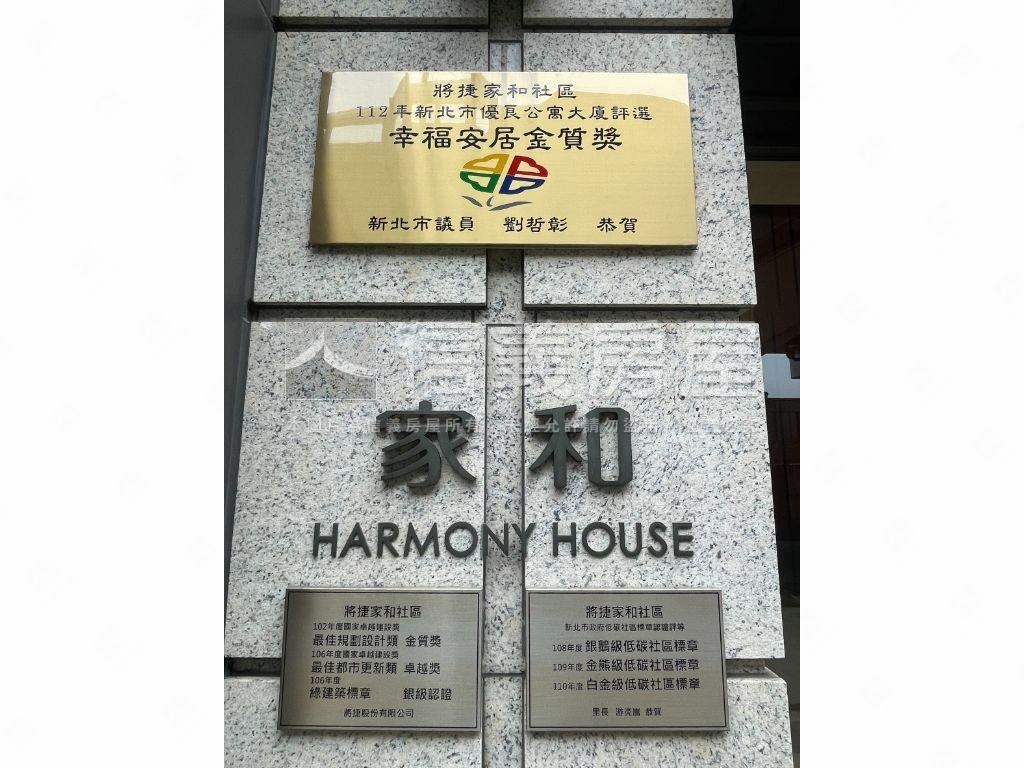 將捷家和社區
112年新北市優良公寓大廈評選
幸福安居金質獎
新北市議員 劉哲彰 恭賀
信義房屋
家和
HARMONY HOUSE
將捷家和社區
102年度國家卓越建設獎
最佳規劃設計類 金質獎
106年度國家卓越建設獎
最佳都市更新類 卓越獎
106年度
綠建築標章 銀級認證
將捷股份有限公司
將捷家和社區
新北市政府低碳社區標章認證評等
108年度 銀鵝級低碳社區標章
109年度 金熊級低碳社區標章
110年度 白金級低碳社區標章
里長 恭賀